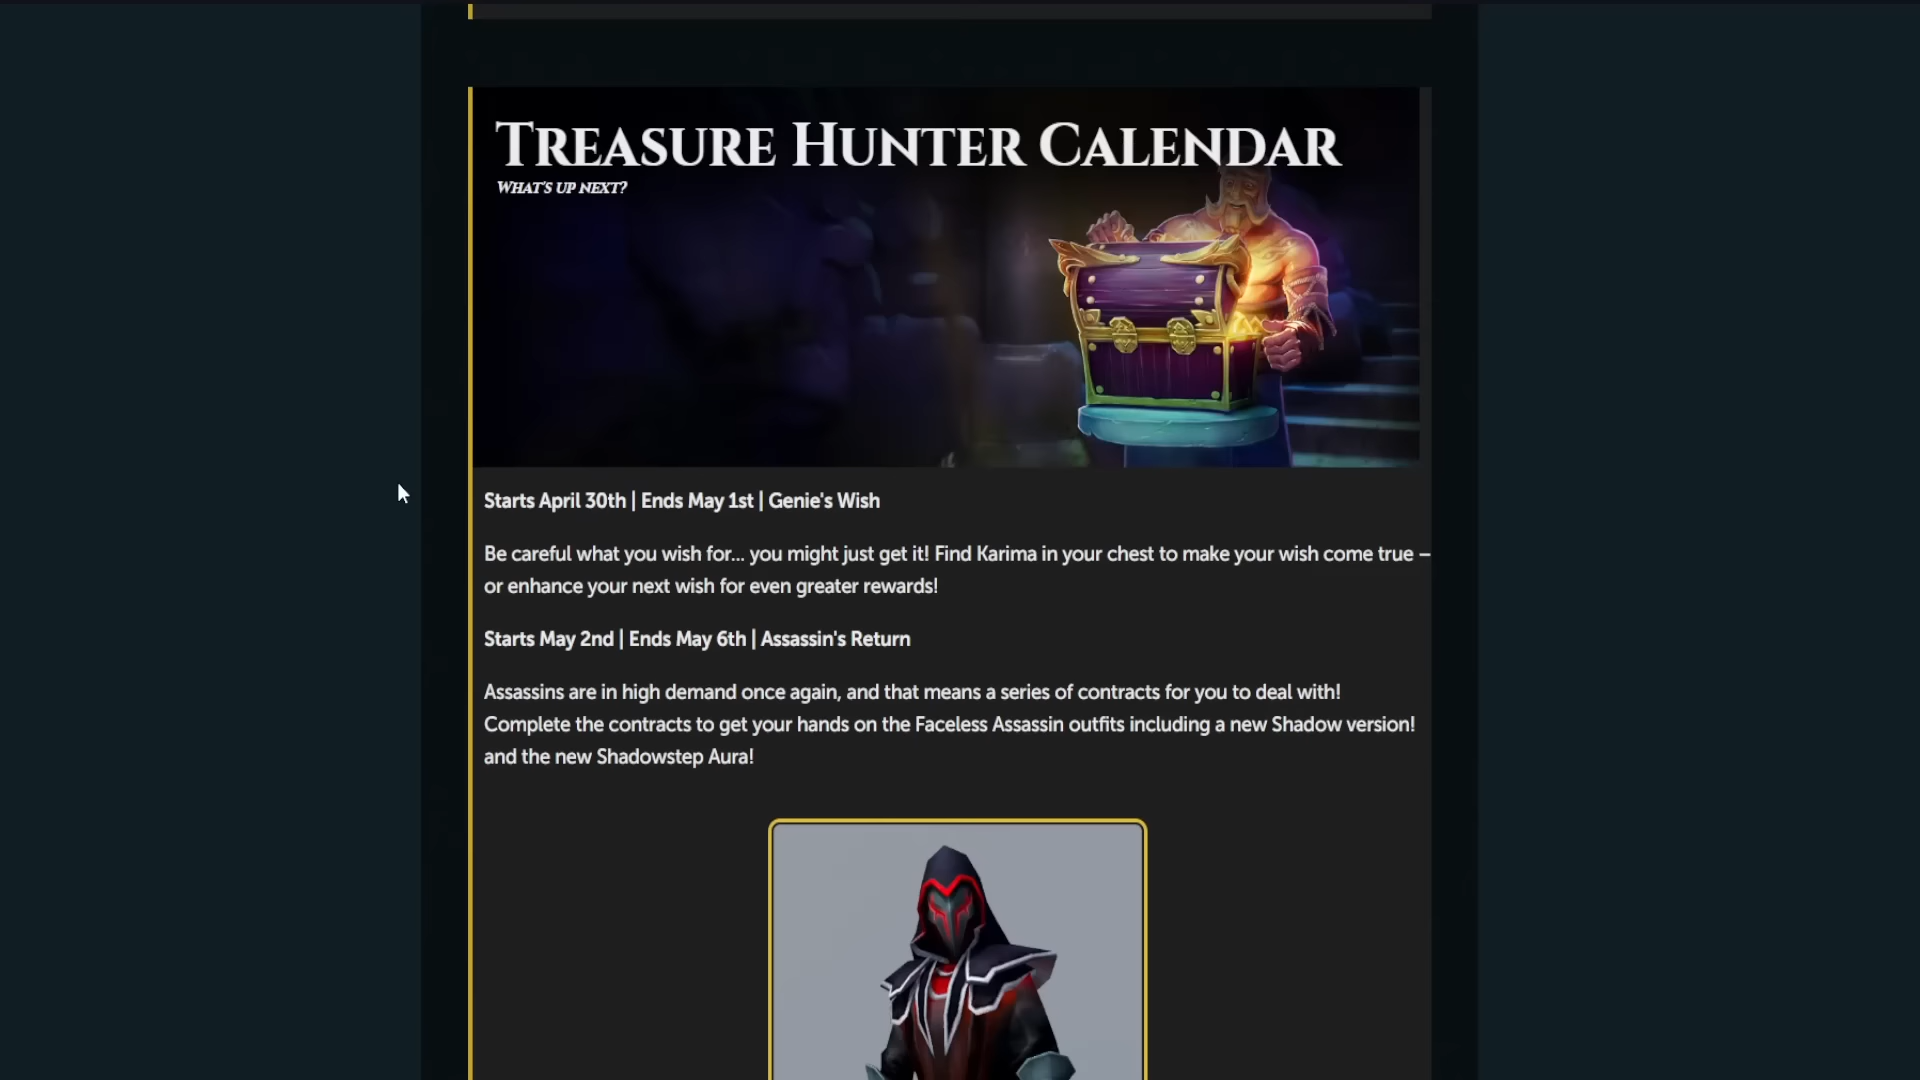 TREASURE HUNTER CALENDAR
WHAT'S UP NEXT?
Starts April 30th | Ends May 1st | Genie's Wish
Be careful what you wish for... you might just get it! Find Karima in your chest to make your wish come true –
or enhance your next wish for even greater rewards!
Starts May 2nd | Ends May 6th | Assassin's Return
Assassins are in high demand once again, and that means a series of contracts for you to deal with!
Complete the contracts to get your hands on the Faceless Assassin outfits including a new Shadow version!
and the new Shadowstep Aura!